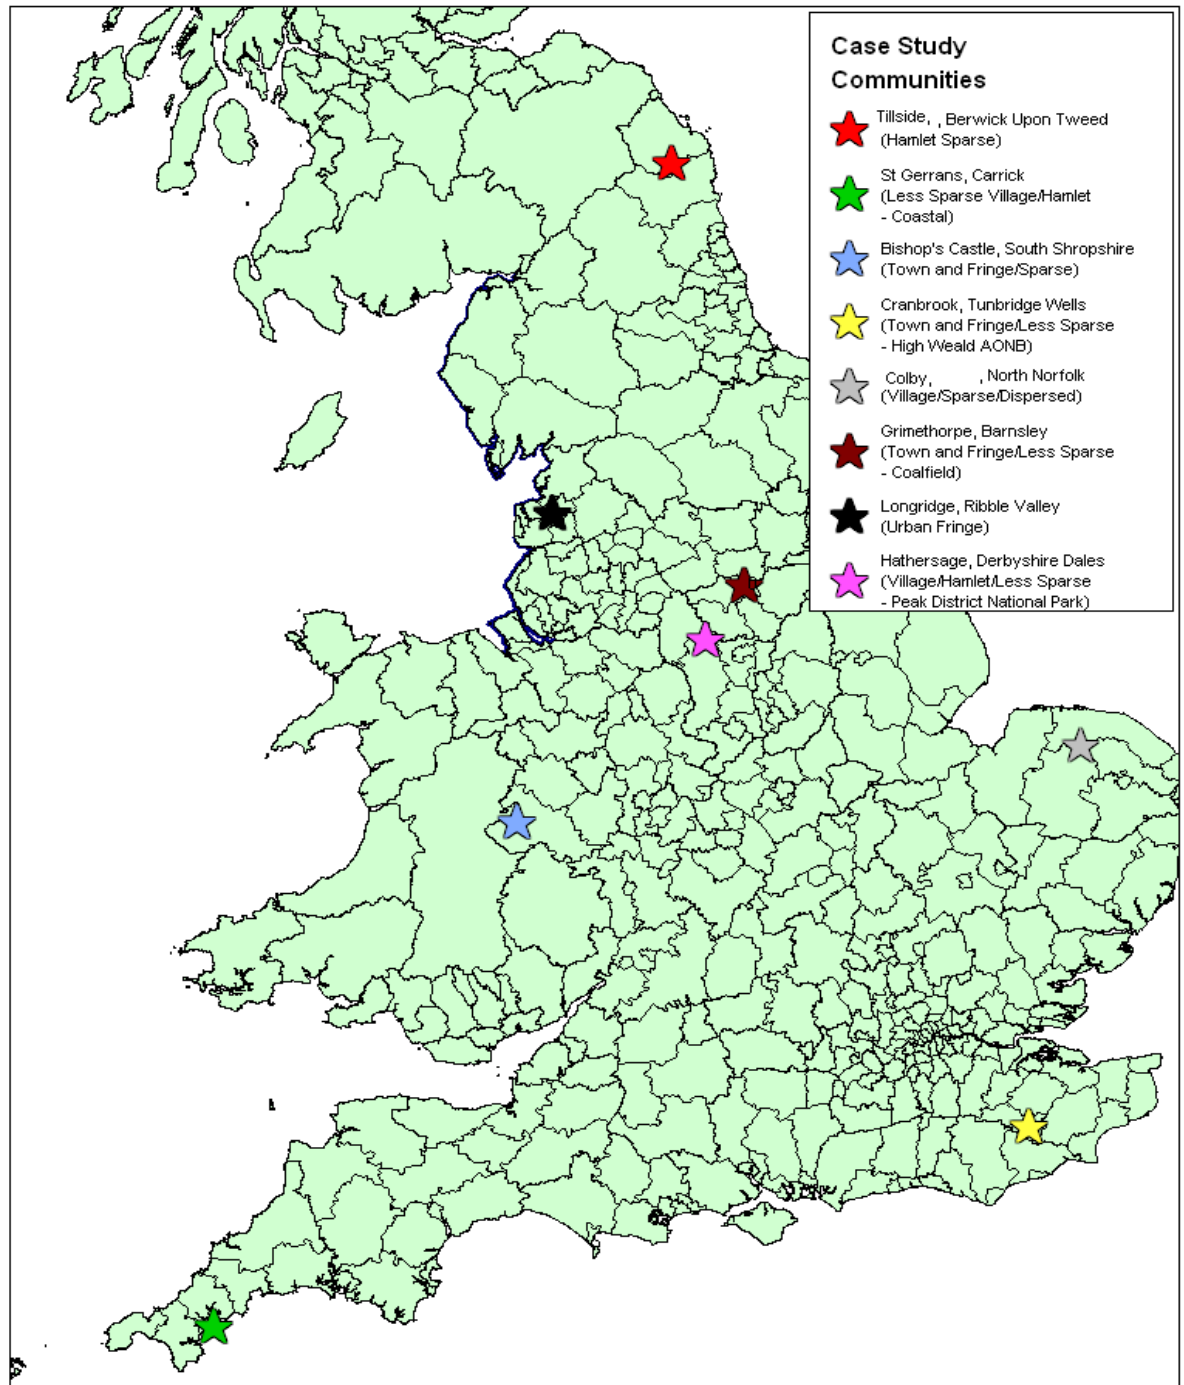 Case Study
Communities
Tillside, , Berwick Upon Tweed
(Hamlet Sparse)
St Gerrans, Carrick
(Less Sparse Village/Hamlet
- Coastal)
Bishop's Castle, South Shropshire
(Town and Fringe/Sparse)
Cranbrook, Tunbridge Wells
(Town and Fringe/Less Sparse
- High Weald AONB)
Colby, , North Norfolk
(Village/Sparse/Dispersed)
Grimethorpe, Barnsley
(Town and Fringe/Less Sparse
- Coalfield)
Longridge, Ribble Valley
(Urban Fringe)
Hathersage, Derbyshire Dales
(Village/Hamlet/Less Sparse
- Peak District National Park)